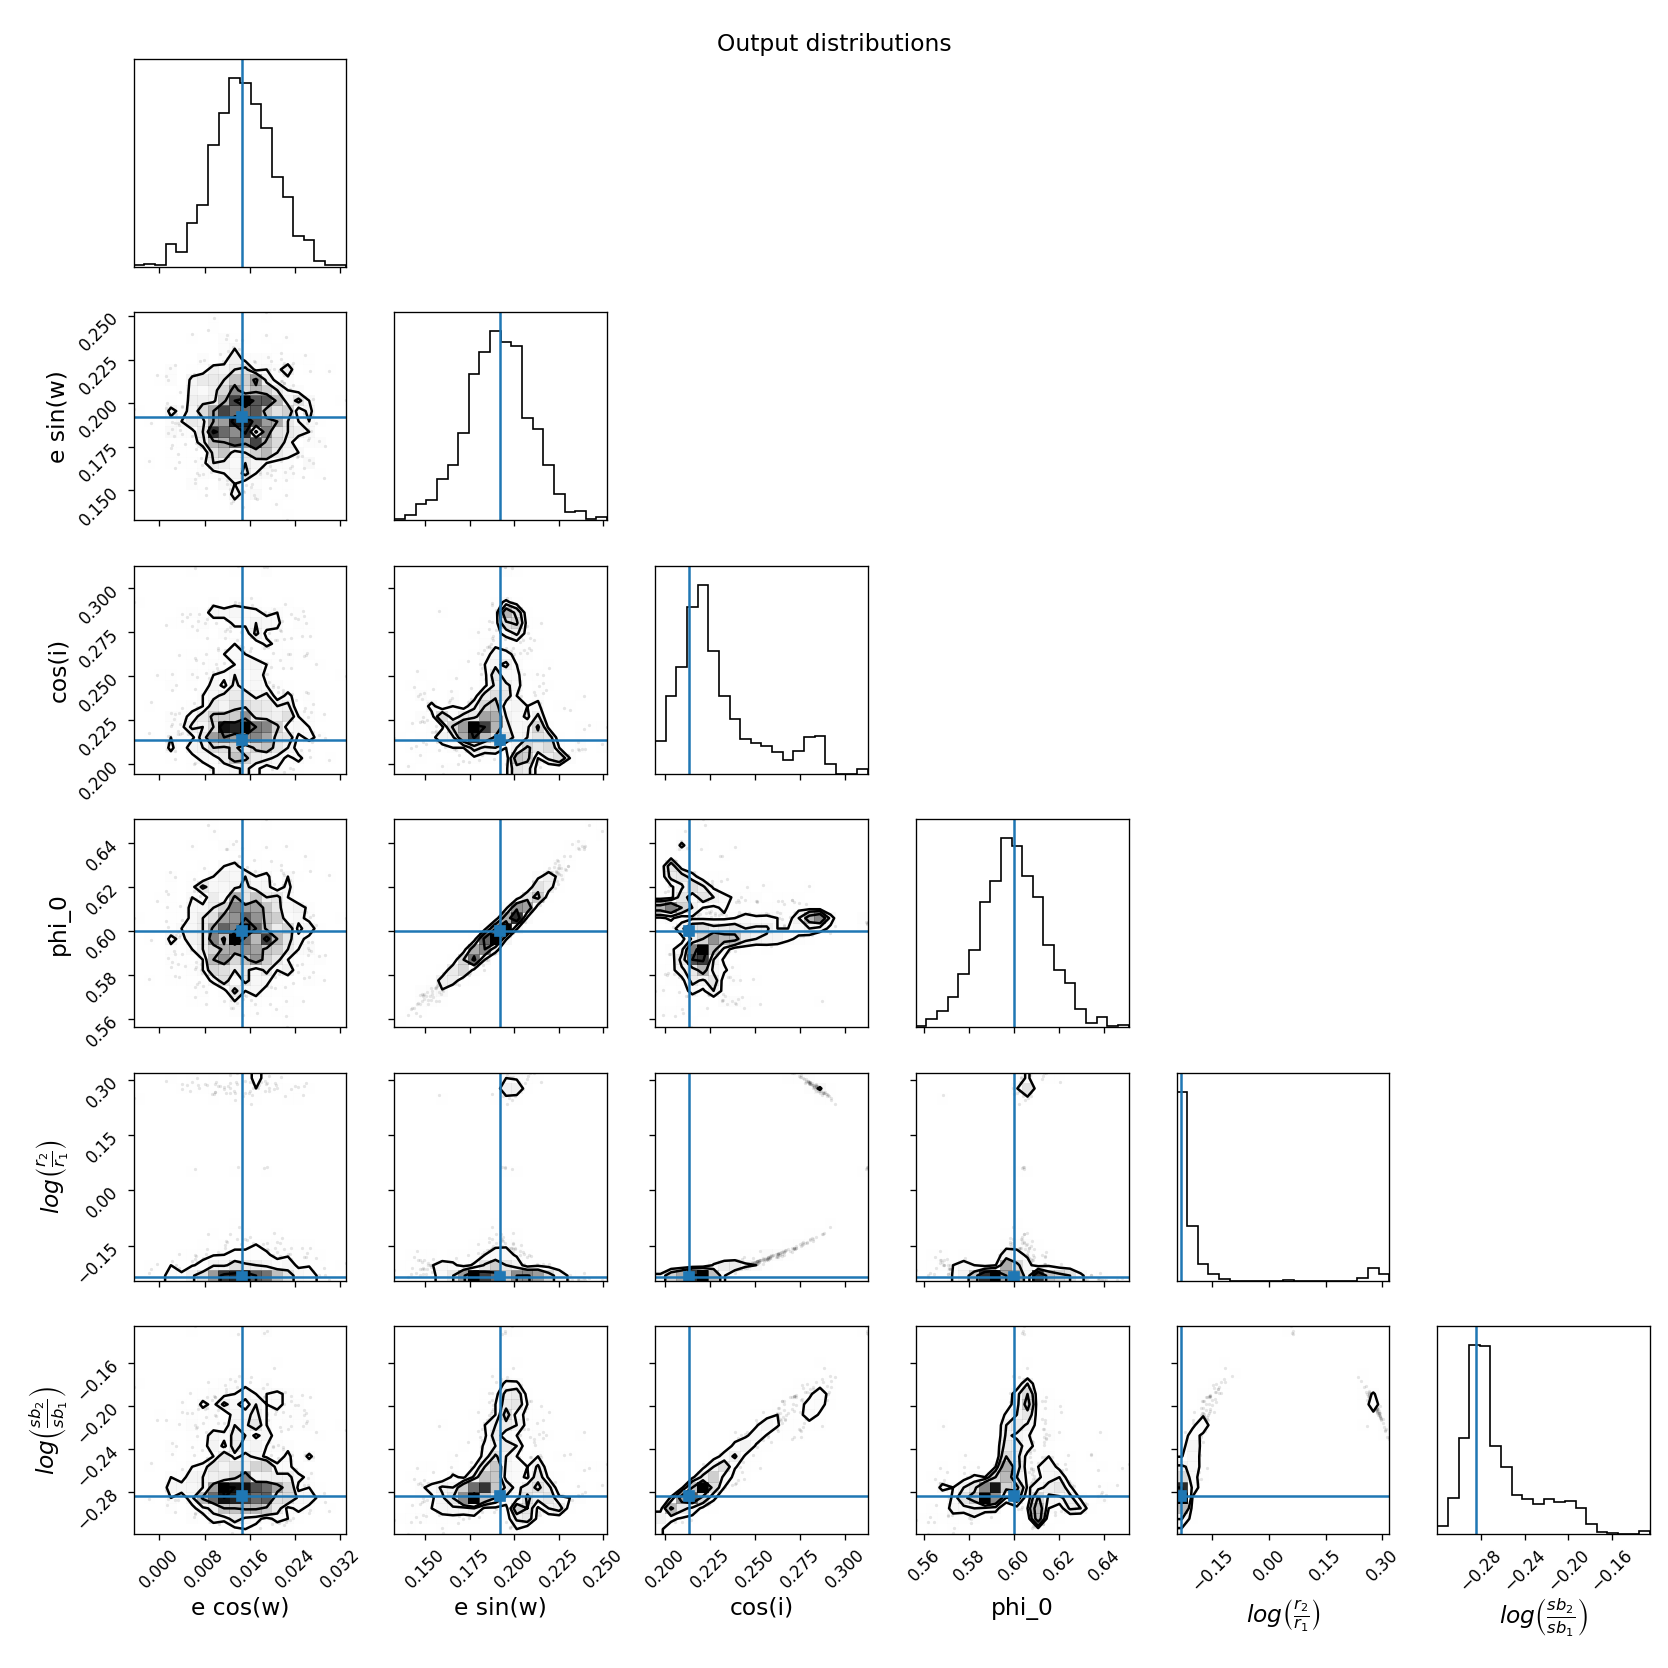 Output distributions
0.250
0.225
0.200
0.175
0.150
e sin(w)
0.300
0.275
0.250
0.225
0.200
cos(i)
0.64
0.62
0.60
0.58
0.56
phi_0
0.30
0.15
0.00
−0.15
log(r₂/r₁)
−0.16
−0.20
−0.24
−0.28
log(sb₂/sb₁)
0.000 0.008 0.016 0.024 0.032
0.150 0.175 0.200 0.225 0.250
0.200 0.225 0.250 0.275 0.300
0.56 0.58 0.60 0.62 0.64
−0.15 0.00 0.15 0.30
−0.28 −0.24 −0.20 −0.16
e cos(w)
e sin(w)
cos(i)
phi_0
log(r₂/r₁)
log(sb₂/sb₁)